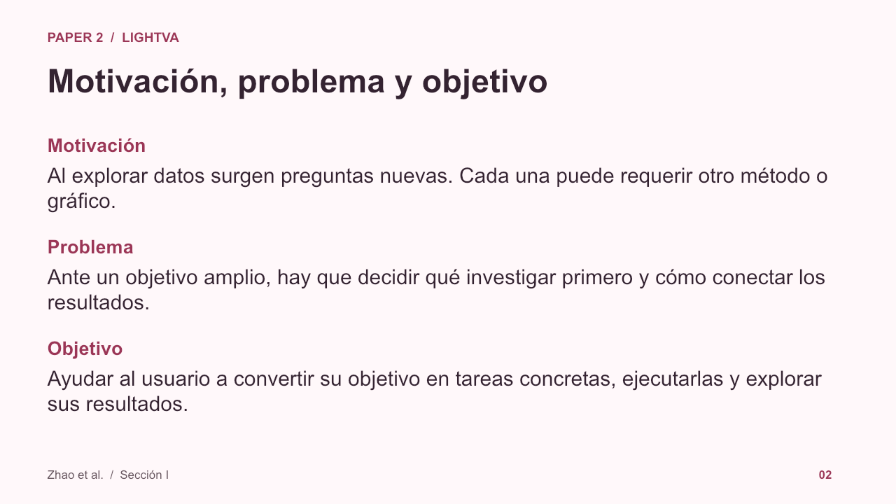 PAPER 2 / LIGHTVA
Motivación, problema y objetivo
Motivación
Al explorar datos surgen preguntas nuevas. Cada una puede requerir otro método o
gráfico.
Problema
Ante un objetivo amplio, hay que decidir qué investigar primero y cómo conectar los
resultados.
Objetivo
Ayudar al usuario a convertir su objetivo en tareas concretas, ejecutarlas y explorar
sus resultados.
Zhao et al. / Sección I
02